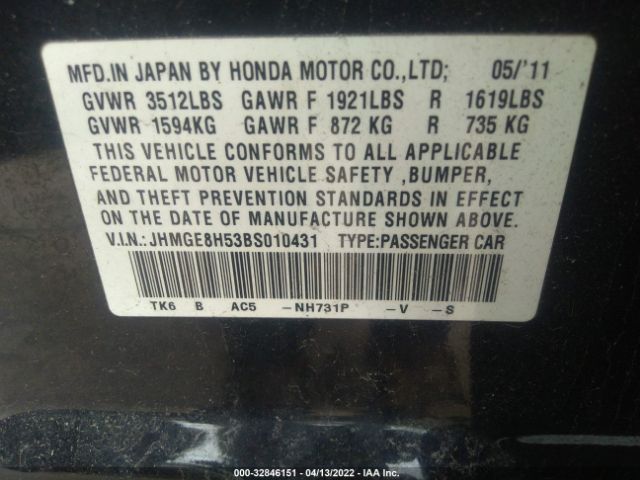 MFD.IN JAPAN BY HONDA MOTOR CO.,LTD; 05/'11
GVWR 3512LBS GAWR F 1921LBS R 1619LBS
GVWR 1594KG GAWR F 872 KG R 735 KG
THIS VEHICLE CONFORMS TO ALL APPLICABLE
FEDERAL MOTOR VEHICLE SAFETY ,BUMPER,
AND THEFT PREVENTION STANDARDS IN EFFECT
ON THE DATE OF MANUFACTURE SHOWN ABOVE.
V.I.N.: JHMGE8H53BS010431 TYPE:PASSENGER CAR
TK6 B AC5 -NH731P -V -S
000-32846151 - 04/13/2022 - IAA Inc.